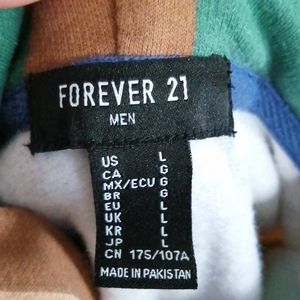 FOREVER 21
MEN
US L
CA G
MX/ECU G
BR G
EU L
UK L
KR L
JP L
CN 175/107A
MADE IN PAKISTAN